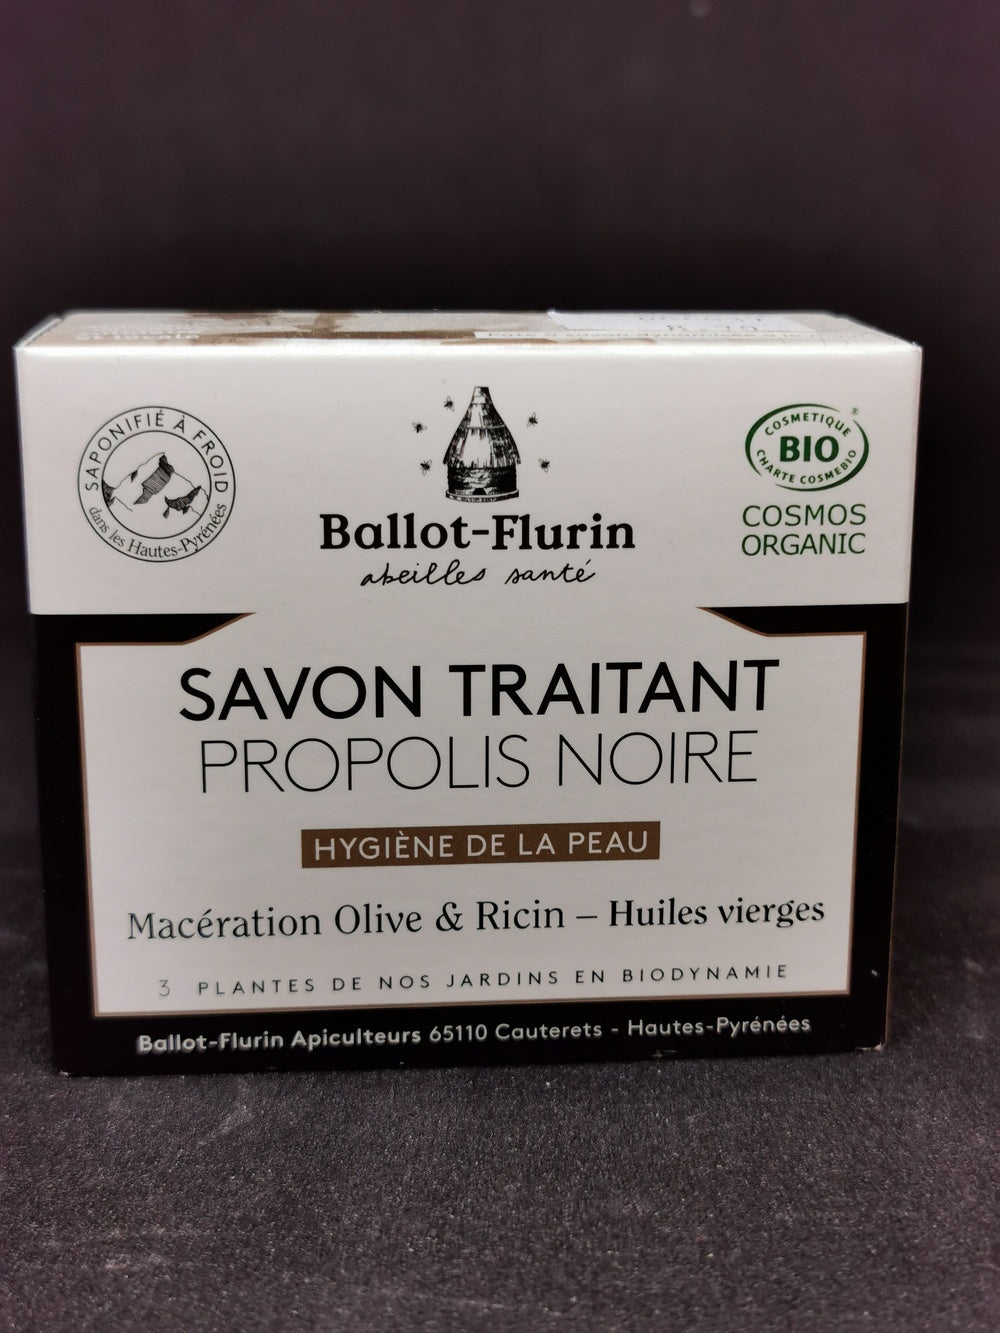 et locale
SAPONIFIÉ À FROID
dans les Hautes-Pyrénées
Ballot-Flurin
abeilles santé
COSMETIQUE
BIO
CHARTE COSMEBIO
®
COSMOS
ORGANIC
SAVON TRAITANT
PROPOLIS NOIRE
HYGIÈNE DE LA PEAU
Macération Olive & Ricin – Huiles vierges
3 PLANTES DE NOS JARDINS EN BIODYNAMIE
Ballot-Flurin Apiculteurs 65110 Cauterets - Hautes-Pyrénées